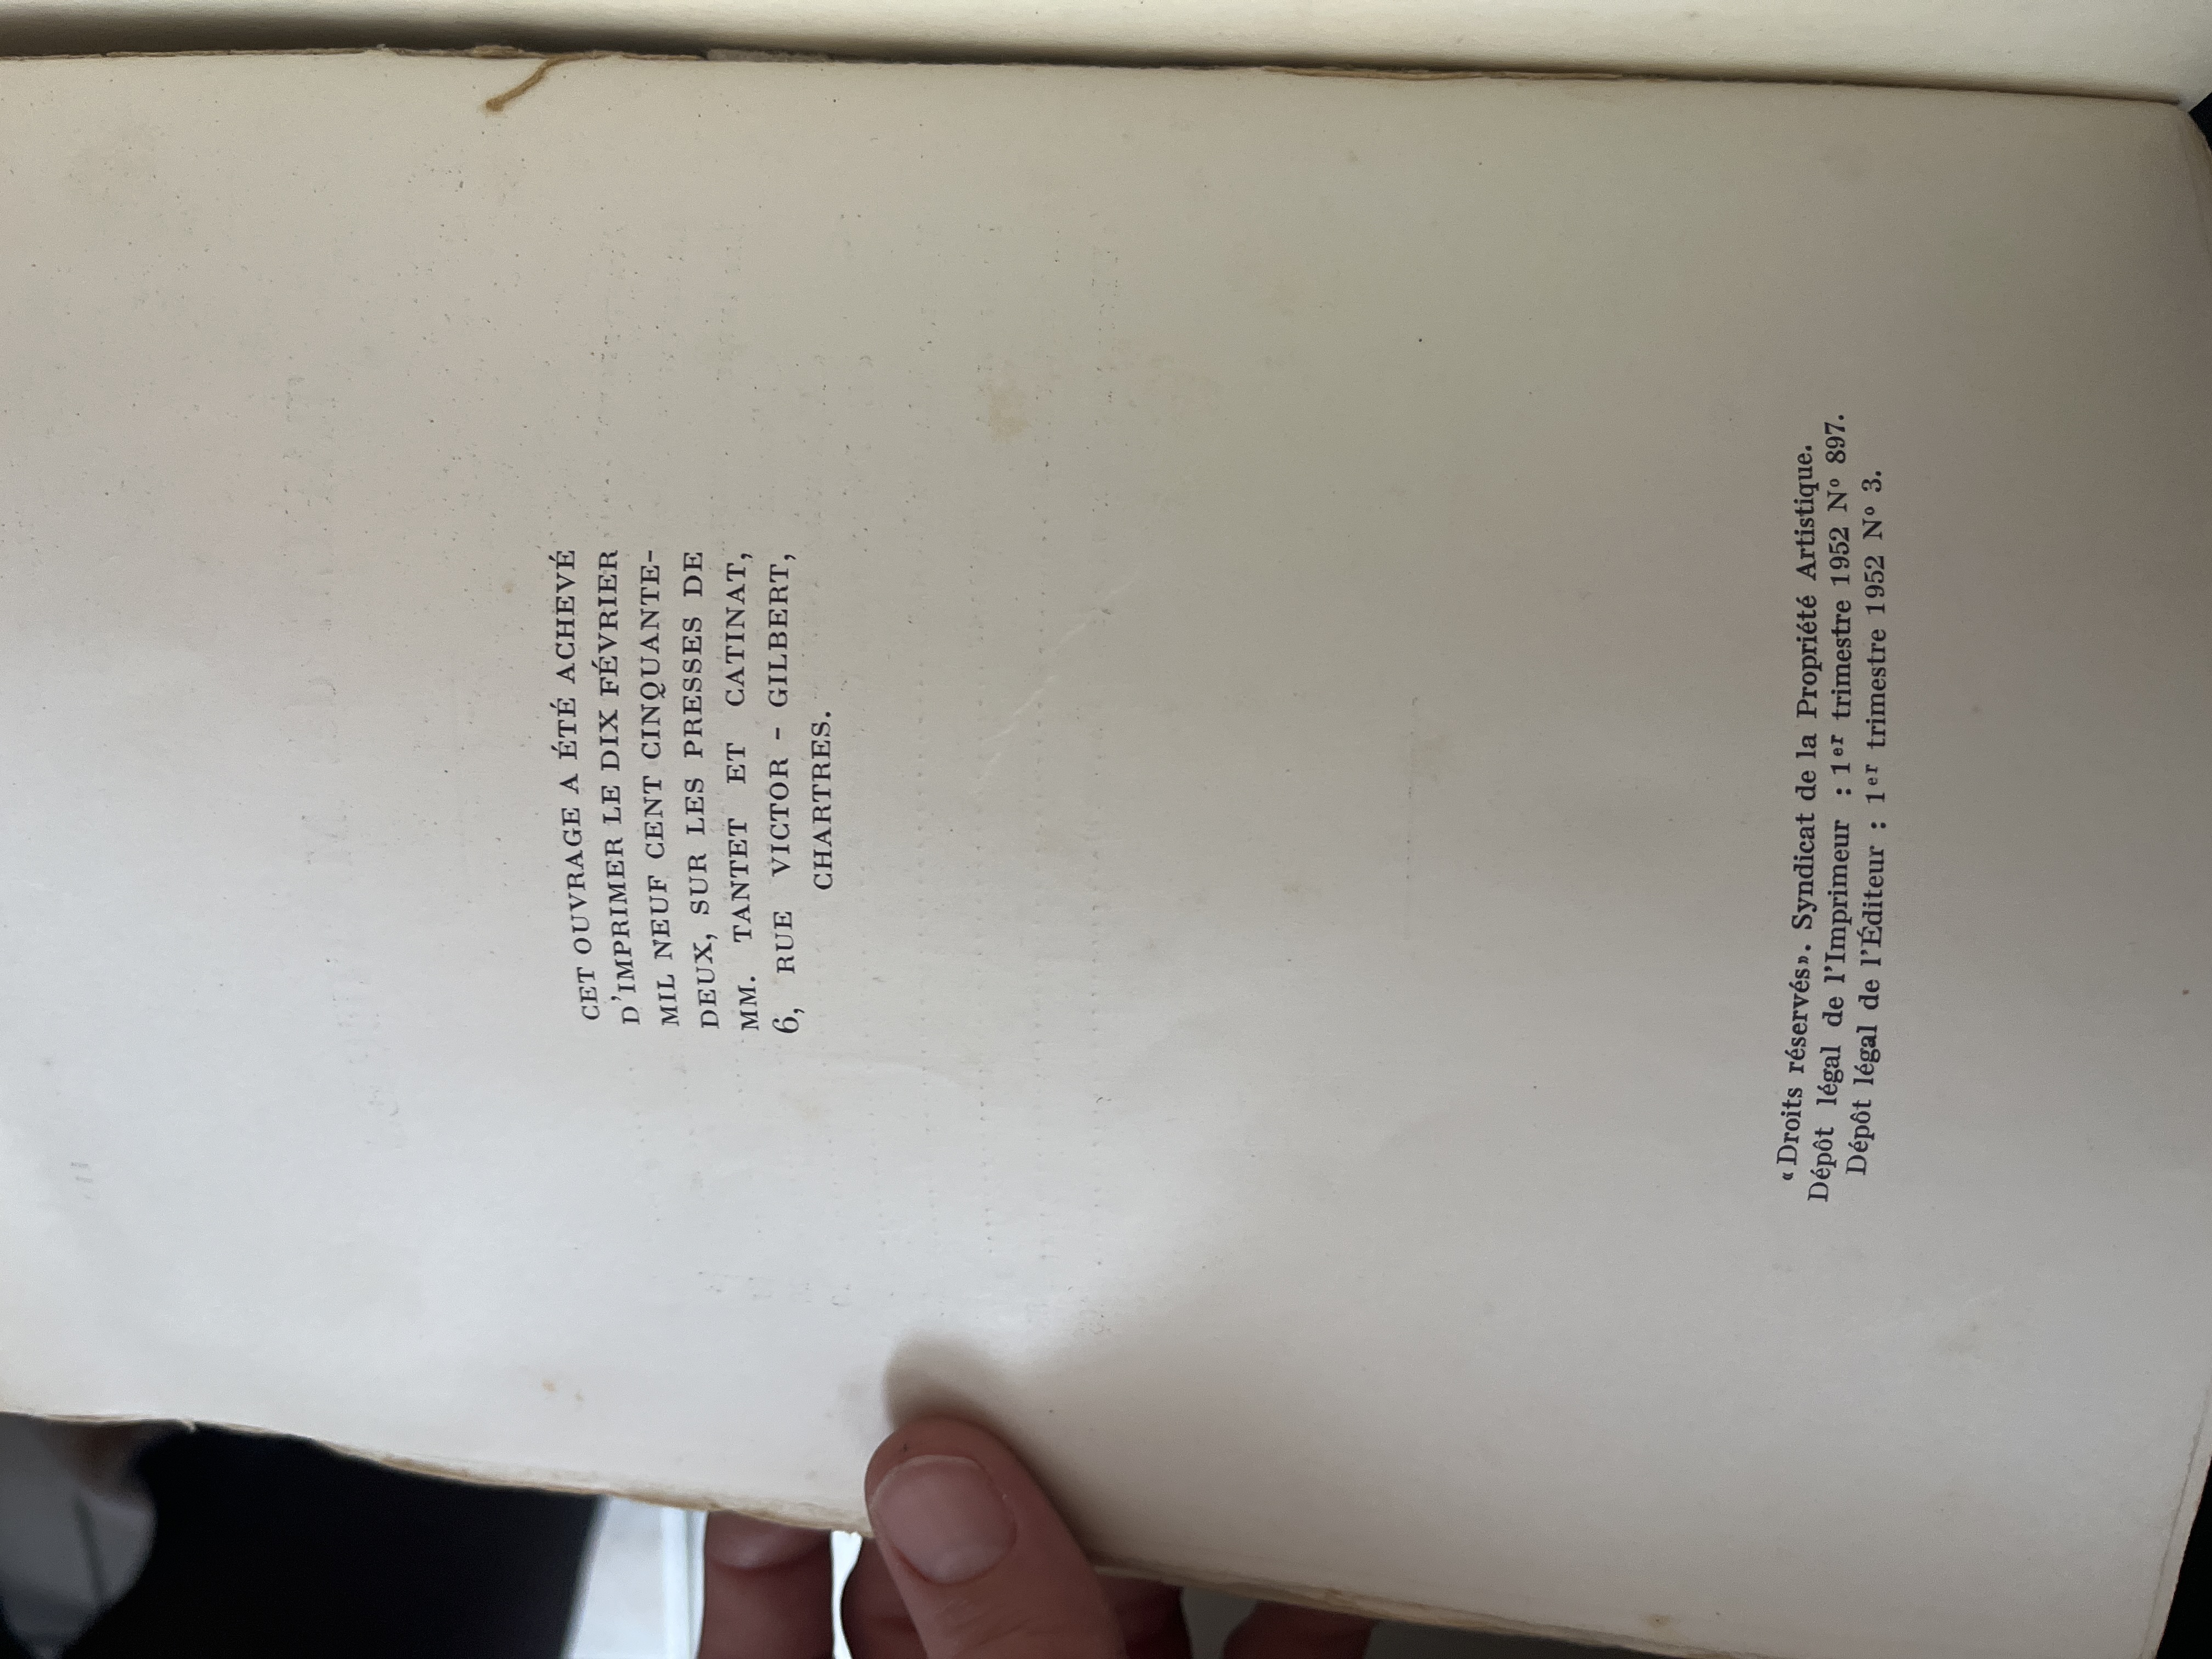 CET OUVRAGE A ÉTÉ ACHEVÉ
D'IMPRIMER LE DIX FÉVRIER
MIL NEUF CENT CINQUANTE-
DEUX, SUR LES PRESSES DE
MM. TANTET ET CATINAT,
6, RUE VICTOR - GILBERT,
CHARTRES.
«Droits réservés». Syndicat de la Propriété Artistique.
Dépôt légal de l'Imprimeur : 1er trimestre 1952 Nº 897.
Dépôt légal de l'Éditeur : 1er trimestre 1952 Nº 3.